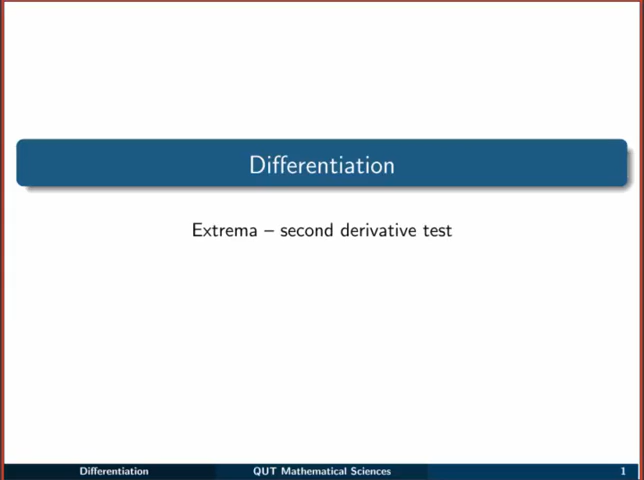 Differentiation
Extrema – second derivative test
Differentiation QUT Mathematical Sciences 1